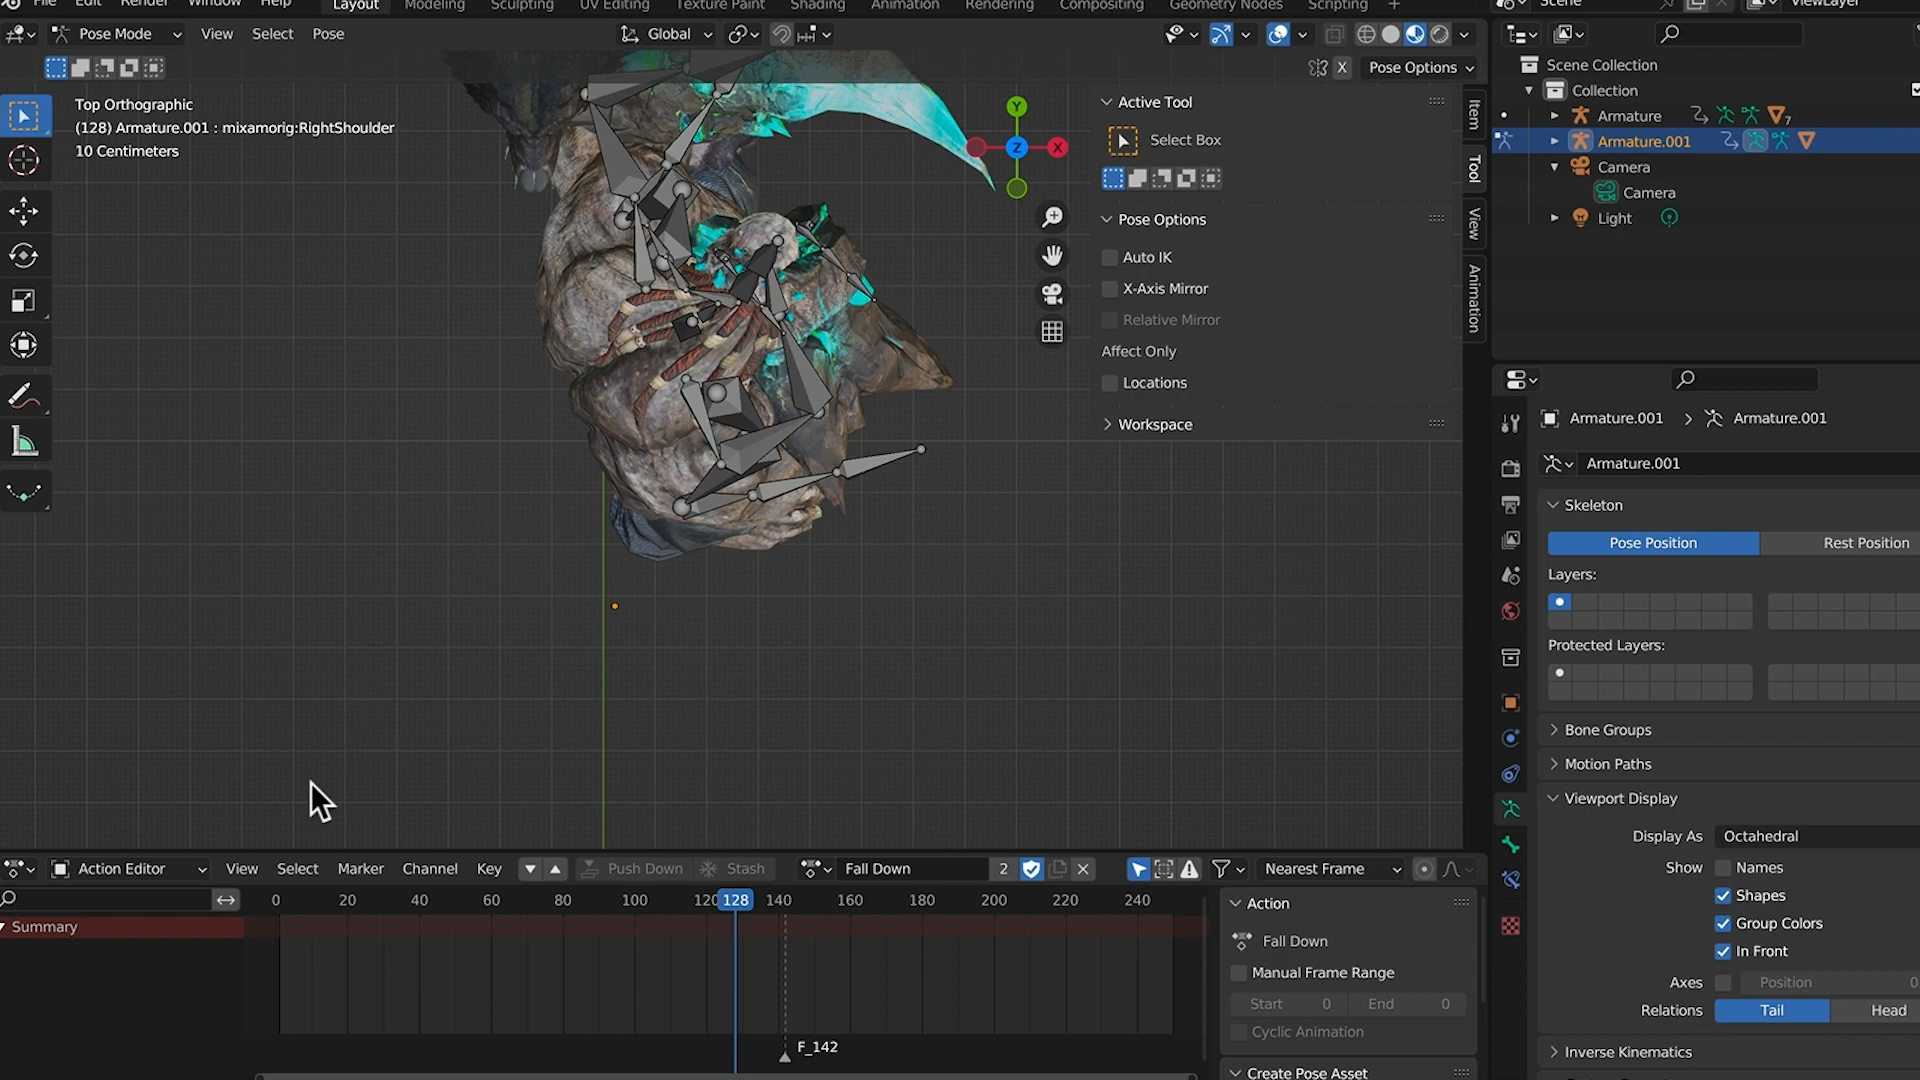 File Edit Render Window Help Layout Modeling Sculpting UV Editing Texture Paint Shading Animation Rendering Compositing Geometry Nodes Scripting + Scene ViewLayer
Pose Mode View Select Pose Global
X Pose Options
Top Orthographic
(128) Armature.001 : mixamorig:RightShoulder
10 Centimeters
Y
Z
X
Active Tool
Select Box
Pose Options
Auto IK
X-Axis Mirror
Relative Mirror
Affect Only
Locations
Workspace
Item
Tool
View
Animation
Scene Collection
Collection
Armature 7
Armature.001
Camera
Camera
Light
Armature.001 > Armature.001
Armature.001
Skeleton
Pose Position Rest Position
Layers:
Protected Layers:
Bone Groups
Motion Paths
Viewport Display
Display As Octahedral
Show Names
Shapes
Group Colors
In Front
Axes Position 0
Relations Tail Head
Inverse Kinematics
Action Editor View Select Marker Channel Key Push Down Stash Fall Down 2 Nearest Frame
0 20 40 60 80 100 120 128 140 160 180 200 220 240
Summary
F_142
Action
Fall Down
Manual Frame Range
Start 0 End 0
Cyclic Animation
Create Pose Asset